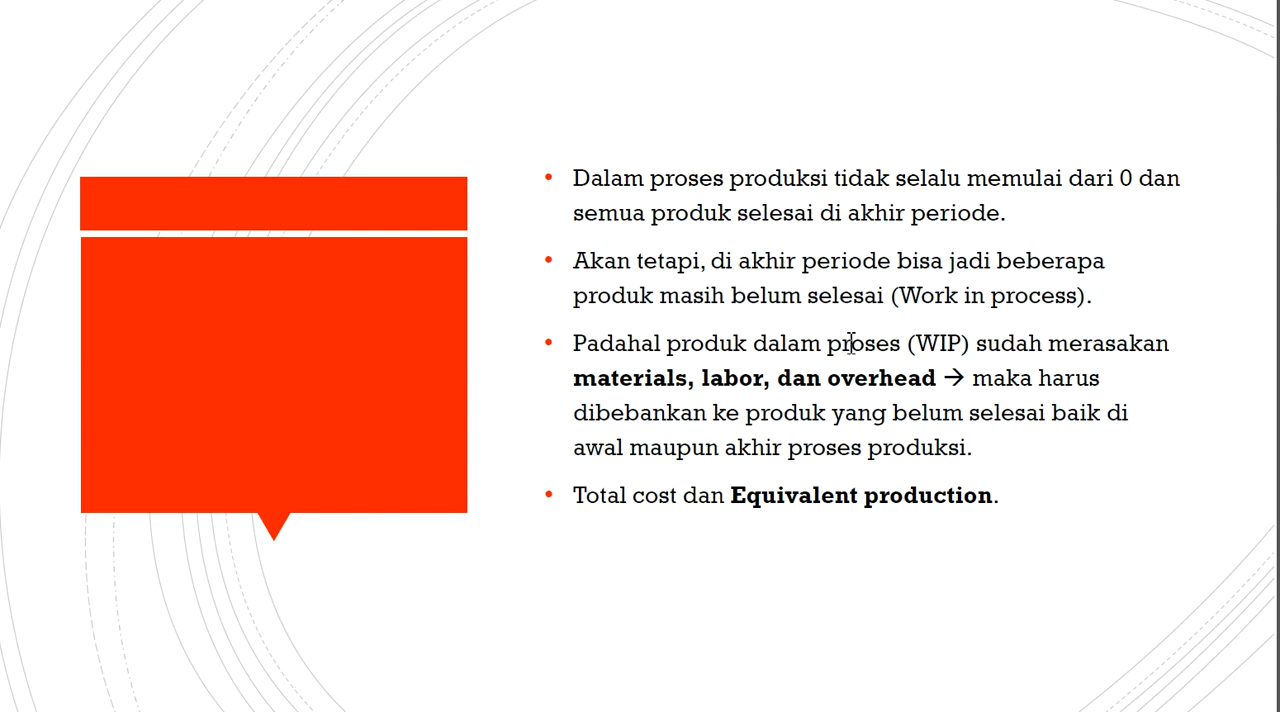 • Dalam proses produksi tidak selalu memulai dari 0 dan
semua produk selesai di akhir periode.
• Akan tetapi, di akhir periode bisa jadi beberapa
produk masih belum selesai (Work in process).
• Padahal produk dalam proses (WIP) sudah merasakan
materials, labor, dan overhead → maka harus
dibebankan ke produk yang belum selesai baik di
awal maupun akhir proses produksi.
• Total cost dan Equivalent production.